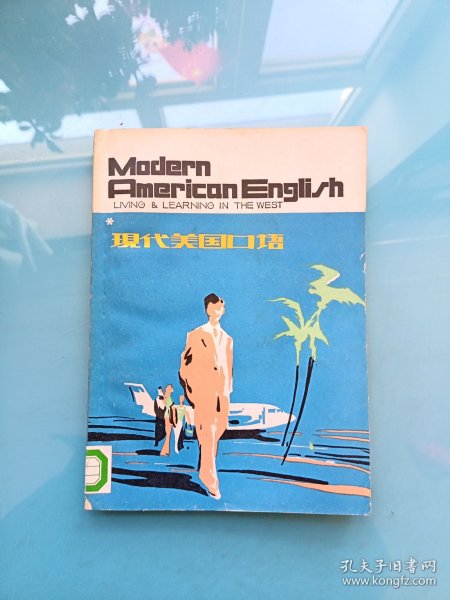 Modern
American English
LIVING & LEARNING IN THE WEST
*
現代美国口语
孔夫子旧书网
www.kongfz.com